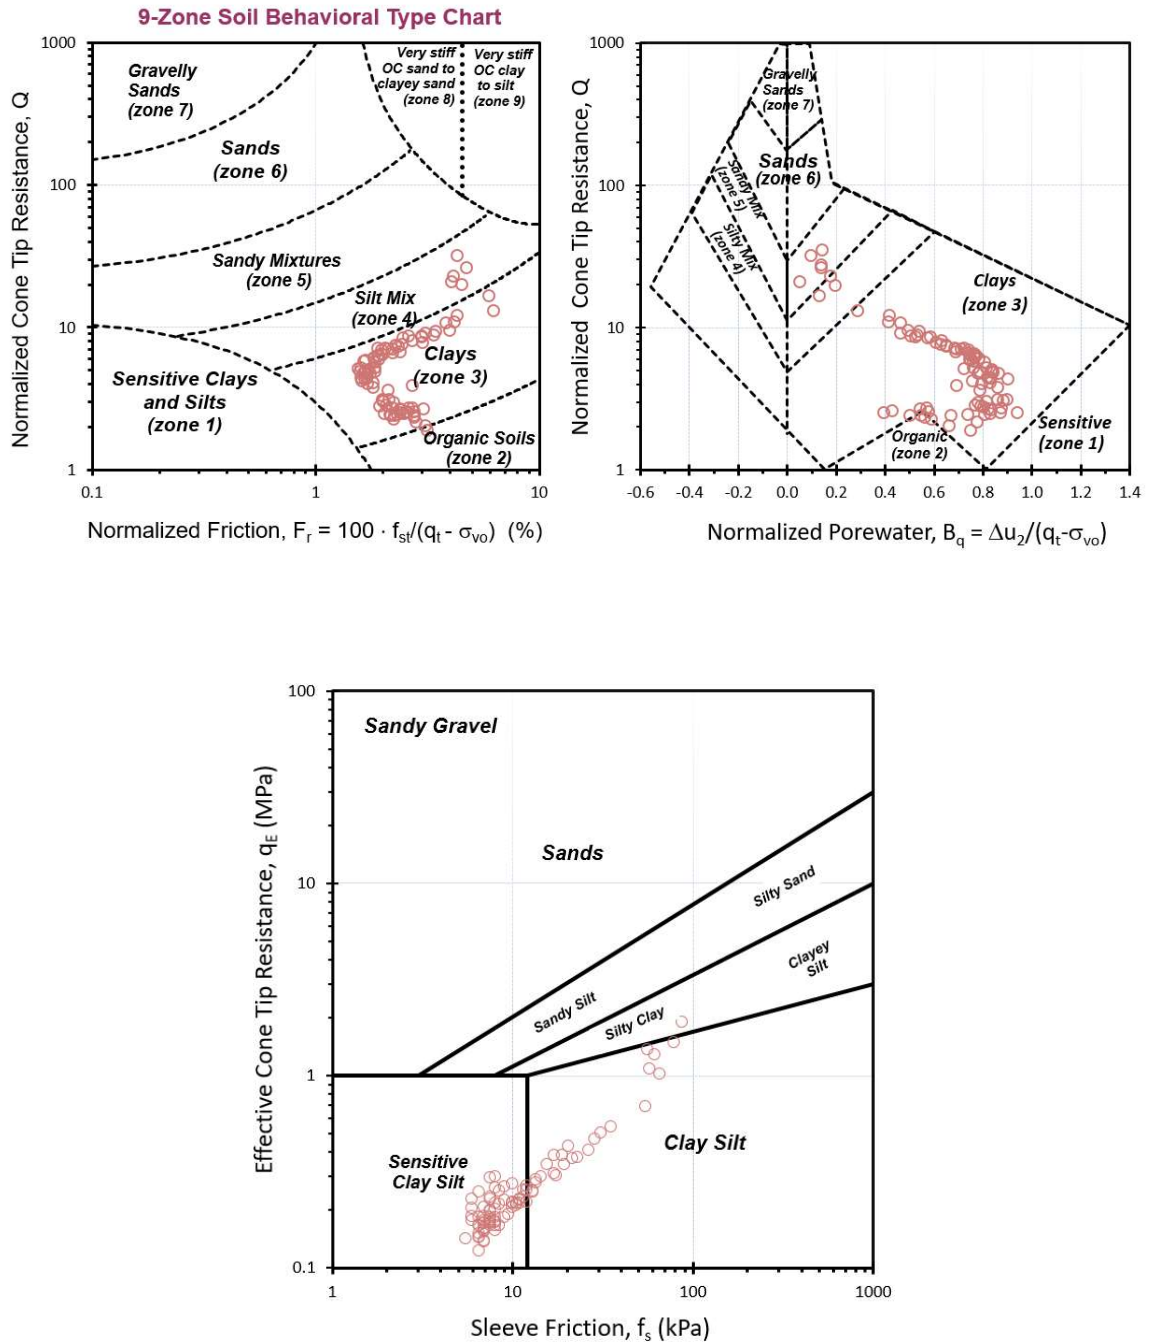 9-Zone Soil Behavioral Type Chart
Normalized Cone Tip Resistance, Q
1000
100
10
1
Gravelly
Sands
(zone 7)
Very stiff
OC sand to
clayey sand
(zone 8)
Very stiff
OC clay
to silt
(zone 9)
Sands
(zone 6)
Sandy Mixtures
(zone 5)
Silt Mix
(zone 4)
Clays
(zone 3)
Sensitive Clays
and Silts
(zone 1)
Organic Soils
(zone 2)
0.1 1 10
Normalized Friction, Fr = 100 · fst/(qt - σvo) (%)
Normalized Cone Tip Resistance, Q
1000
100
10
1
Gravelly
Sands
(zone 7)
Sands
(zone 6)
Sandy Mix
(zone 5)
Silty Mix
(zone 4)
Clays
(zone 3)
Organic
(zone 2)
Sensitive
(zone 1)
-0.6 -0.4 -0.2 0.0 0.2 0.4 0.6 0.8 1.0 1.2 1.4
Normalized Porewater, Bq = Δu2/(qt-σvo)
Effective Cone Tip Resistance, qE (MPa)
100
10
1
0.1
Sandy Gravel
Sands
Silty Sand
Clayey
Silt
Sandy Silt
Silty Clay
Clay Silt
Sensitive
Clay Silt
1 10 100 1000
Sleeve Friction, fs (kPa)